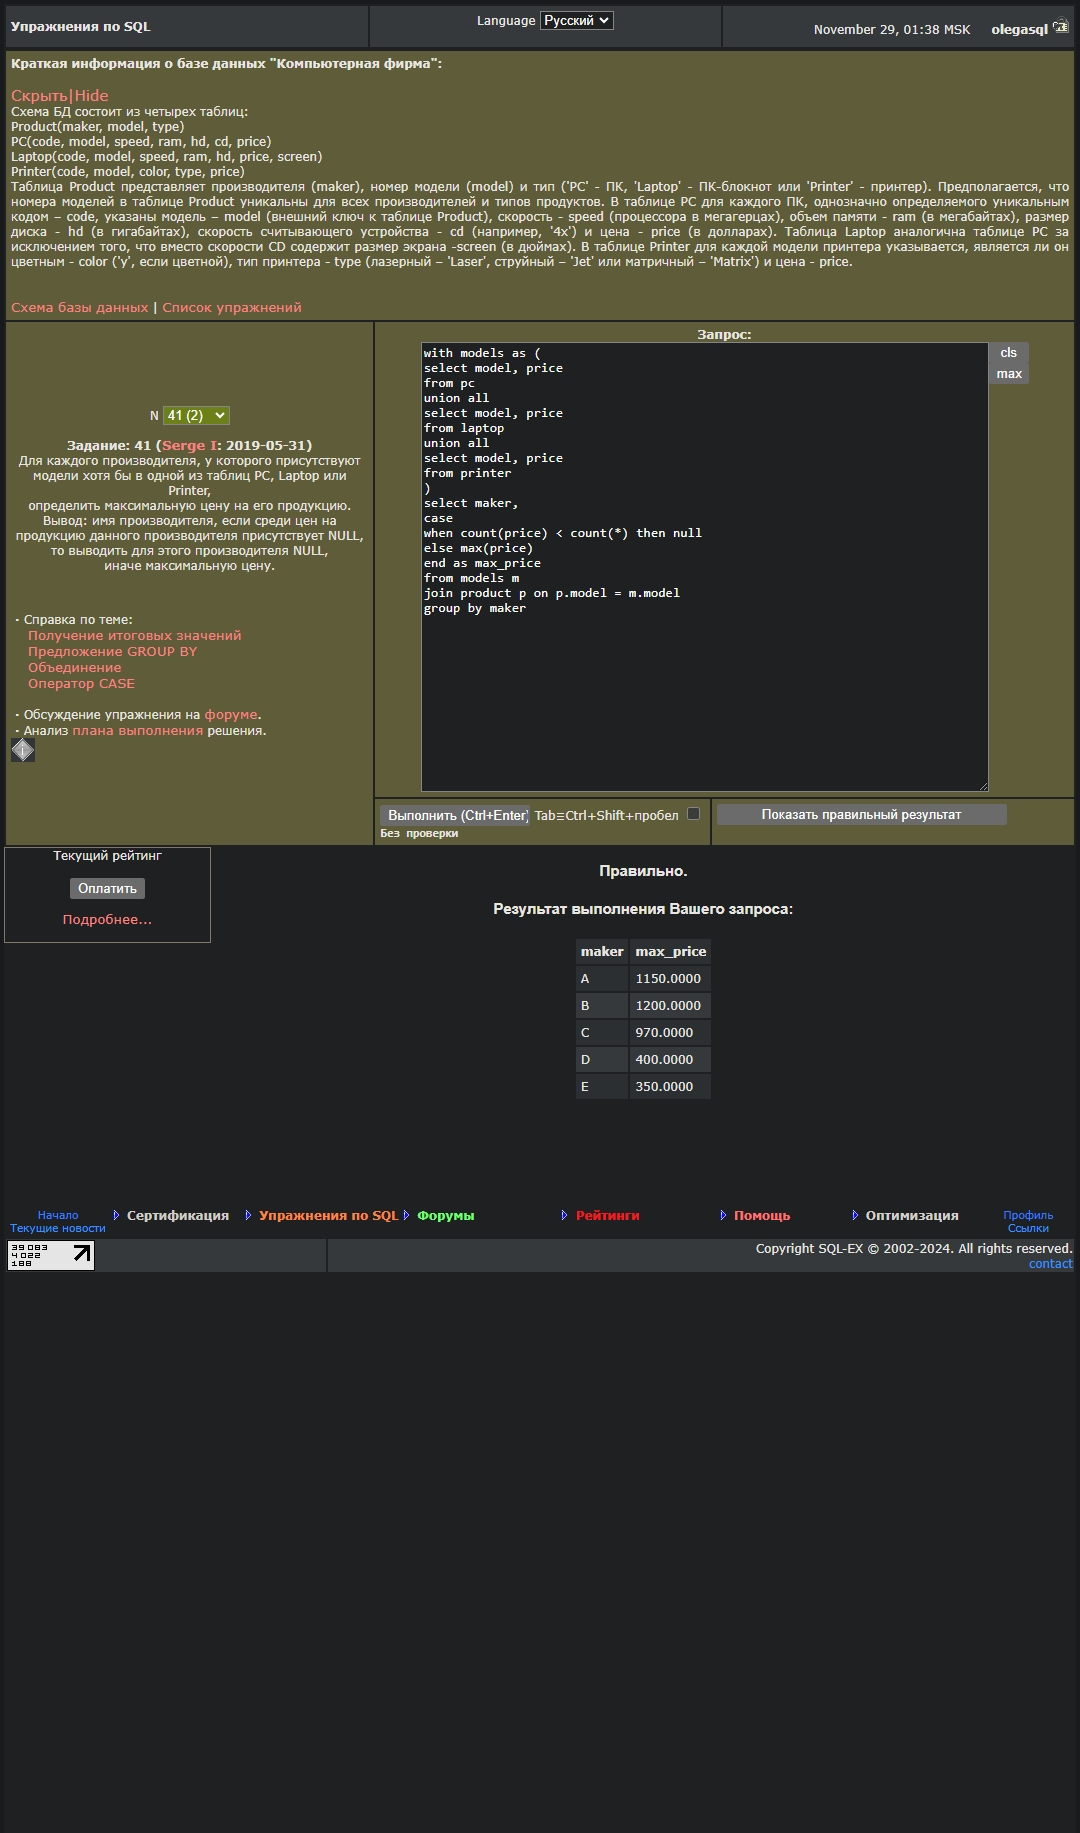 Упражнения по SQL
Language Русский
November 29, 01:38 MSK olegasql
Краткая информация о базе данных "Компьютерная фирма":
Скрыть|Hide
Схема БД состоит из четырех таблиц:
Product(maker, model, type)
PC(code, model, speed, ram, hd, cd, price)
Laptop(code, model, speed, ram, hd, price, screen)
Printer(code, model, color, type, price)
Таблица Product представляет производителя (maker), номер модели (model) и тип ('PC' - ПК, 'Laptop' - ПК-блокнот или 'Printer' - принтер). Предполагается, что
номера моделей в таблице Product уникальны для всех производителей и типов продуктов. В таблице PC для каждого ПК, однозначно определяемого уникальным
кодом – code, указаны модель – model (внешний ключ к таблице Product), скорость - speed (процессора в мегагерцах), объем памяти - ram (в мегабайтах), размер
диска - hd (в гигабайтах), скорость считывающего устройства - cd (например, '4x') и цена - price (в долларах). Таблица Laptop аналогична таблице РС за
исключением того, что вместо скорости CD содержит размер экрана -screen (в дюймах). В таблице Printer для каждой модели принтера указывается, является ли он
цветным - color ('y', если цветной), тип принтера - type (лазерный – 'Laser', струйный – 'Jet' или матричный – 'Matrix') и цена - price.
Схема базы данных | Список упражнений
N 41 (2)
Задание: 41 (Serge I: 2019-05-31)
Для каждого производителя, у которого присутствуют
модели хотя бы в одной из таблиц PC, Laptop или
Printer,
определить максимальную цену на его продукцию.
Вывод: имя производителя, если среди цен на
продукцию данного производителя присутствует NULL,
то выводить для этого производителя NULL,
иначе максимальную цену.
· Справка по теме:
Получение итоговых значений
Предложение GROUP BY
Объединение
Оператор CASE
· Обсуждение упражнения на форуме.
· Анализ плана выполнения решения.
Запрос:
with models as (
select model, price
from pc
union all
select model, price
from laptop
union all
select model, price
from printer
)
select maker,
case
when count(price) < count(*) then null
else max(price)
end as max_price
from models m
join product p on p.model = m.model
group by maker
cls
max
Выполнить (Ctrl+Enter) Tab≡Ctrl+Shift+пробел
Без проверки
Показать правильный результат
Текущий рейтинг
Оплатить
Подробнее...
Правильно.
Результат выполнения Вашего запроса:
maker max_price
A 1150.0000
B 1200.0000
C 970.0000
D 400.0000
E 350.0000
Начало
Текущие новости
Сертификация
Упражнения по SQL
Форумы
Рейтинги
Помощь
Оптимизация
Профиль
Ссылки
39 083
4 022
188
Copyright SQL-EX © 2002-2024. All rights reserved.
contact